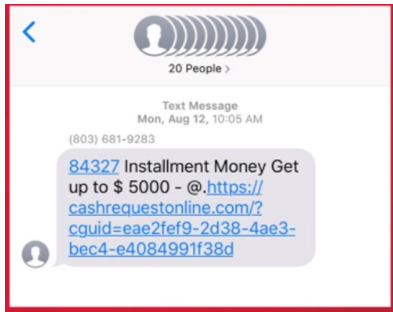 20 People >
Text Message
Mon, Aug 12, 10:05 AM
(803) 681-9283
84327 Installment Money Get
up to $ 5000 - @.https://
cashrequestonline.com/?
cguid=eae2fef9-2d38-4ae3-
bec4-e4084991f38d